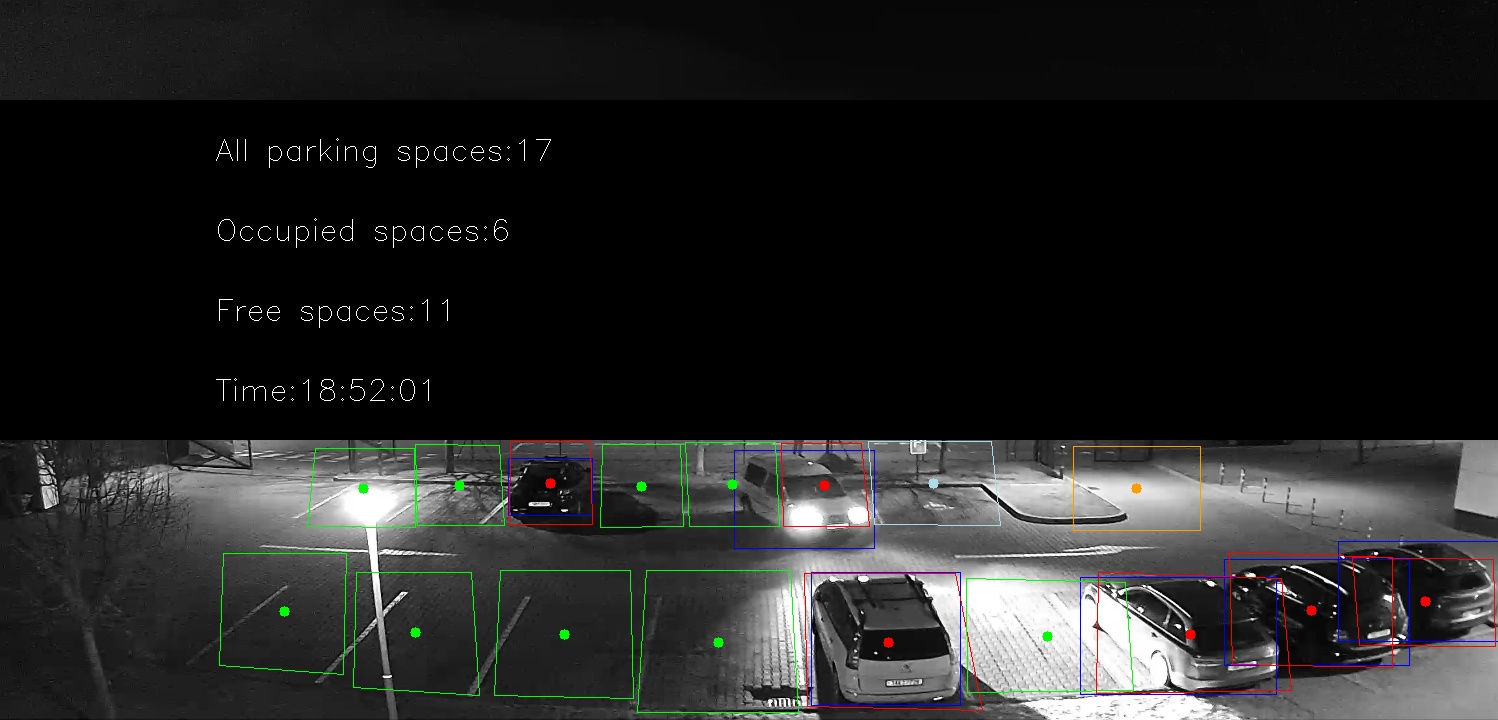 All parking spaces:17
Occupied spaces:6
Free spaces:11
Time:18:52:01
P